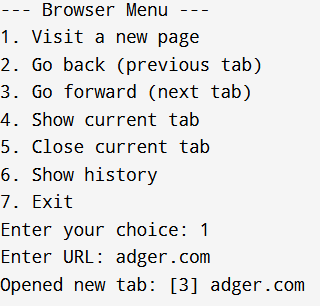 --- Browser Menu ---
1. Visit a new page
2. Go back (previous tab)
3. Go forward (next tab)
4. Show current tab
5. Close current tab
6. Show history
7. Exit
Enter your choice: 1
Enter URL: adger.com
Opened new tab: [3] adger.com